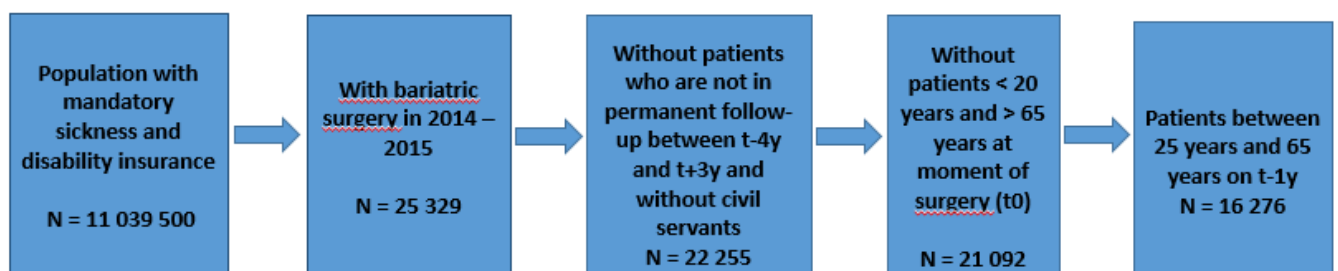 Population with
mandatory
sickness and
disability insurance
N = 11 039 500
With bariatric
surgery in 2014 –
2015
N = 25 329
Without patients
who are not in
permanent follow-
up between t-4y
and t+3y and
without civil
servants
N = 22 255
Without
patients < 20
years and > 65
years at
moment of
surgery (t0)
N = 21 092
Patients between
25 years and 65
years on t-1y
N = 16 276